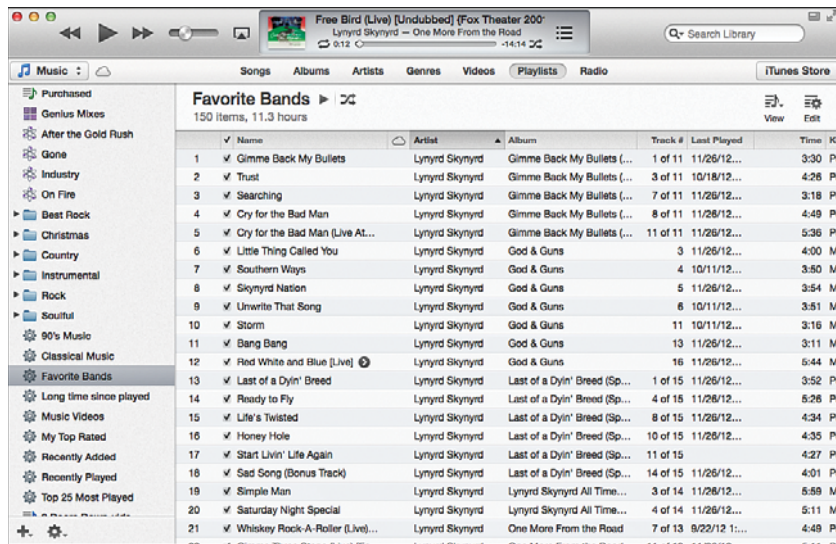 Free Bird (Live) [Undubbed] {Fox Theater 200
Lynyrd Skynyrd — One More From the Road
0:12 -14:14
Search Library
Music
Songs Albums Artists Genres Videos Playlists Radio iTunes Store
Purchased
Genius Mixes
After the Gold Rush
Gone
Industry
On Fire
Best Rock
Christmas
Country
Instrumental
Rock
Soulful
90's Music
Classical Music
Favorite Bands
Long time since played
Music Videos
My Top Rated
Recently Added
Recently Played
Top 25 Most Played
Favorite Bands
150 items, 11.3 hours
View Edit
Name Artist Album Track # Last Played Time K
1 Gimme Back My Bullets Lynyrd Skynyrd Gimme Back My Bullets (... 1 of 11 11/26/12... 3:30 P
2 Trust Lynyrd Skynyrd Gimme Back My Bullets (... 3 of 11 10/18/12... 4:26 P
3 Searching Lynyrd Skynyrd Gimme Back My Bullets (... 7 of 11 11/26/12... 3:18 P
4 Cry for the Bad Man Lynyrd Skynyrd Gimme Back My Bullets (... 8 of 11 11/26/12... 4:49 P
5 Cry for the Bad Man (Live At... Lynyrd Skynyrd Gimme Back My Bullets (... 11 of 11 11/26/12... 5:36 P
6 Little Thing Called You Lynyrd Skynyrd God & Guns 3 11/26/12... 4:00 M
7 Southern Ways Lynyrd Skynyrd God & Guns 4 10/11/12... 3:50 M
8 Skynyrd Nation Lynyrd Skynyrd God & Guns 5 11/26/12... 3:54 M
9 Unwrite That Song Lynyrd Skynyrd God & Guns 6 10/11/12... 3:51 M
10 Storm Lynyrd Skynyrd God & Guns 11 10/11/12... 3:16 M
11 Bang Bang Lynyrd Skynyrd God & Guns 13 11/26/12... 3:11 M
12 Red White and Blue [Live] Lynyrd Skynyrd God & Guns 16 11/26/12... 5:44 M
13 Last of a Dyin' Breed Lynyrd Skynyrd Last of a Dyin' Breed (Sp... 1 of 15 11/26/12... 3:52 P
14 Ready to Fly Lynyrd Skynyrd Last of a Dyin' Breed (Sp... 4 of 15 11/26/12... 5:26 P
15 Life's Twisted Lynyrd Skynyrd Last of a Dyin' Breed (Sp... 8 of 15 11/26/12... 4:34 P
16 Honey Hole Lynyrd Skynyrd Last of a Dyin' Breed (Sp... 10 of 15 11/26/12... 4:35 P
17 Start Livin' Life Again Lynyrd Skynyrd Last of a Dyin' Breed (Sp... 11 of 15 4:27 P
18 Sad Song (Bonus Track) Lynyrd Skynyrd Last of a Dyin' Breed (Sp... 14 of 15 11/26/12... 4:01 P
19 Simple Man Lynyrd Skynyrd Lynyrd Skynyrd All Time... 3 of 14 11/26/12... 5:59 M
20 Saturday Night Special Lynyrd Skynyrd Lynyrd Skynyrd All Time... 4 of 14 11/26/12... 5:11 M
21 Whiskey Rock-A-Roller (Live)... Lynyrd Skynyrd One More From the Road 7 of 13 9/22/12 1:... 4:49 P